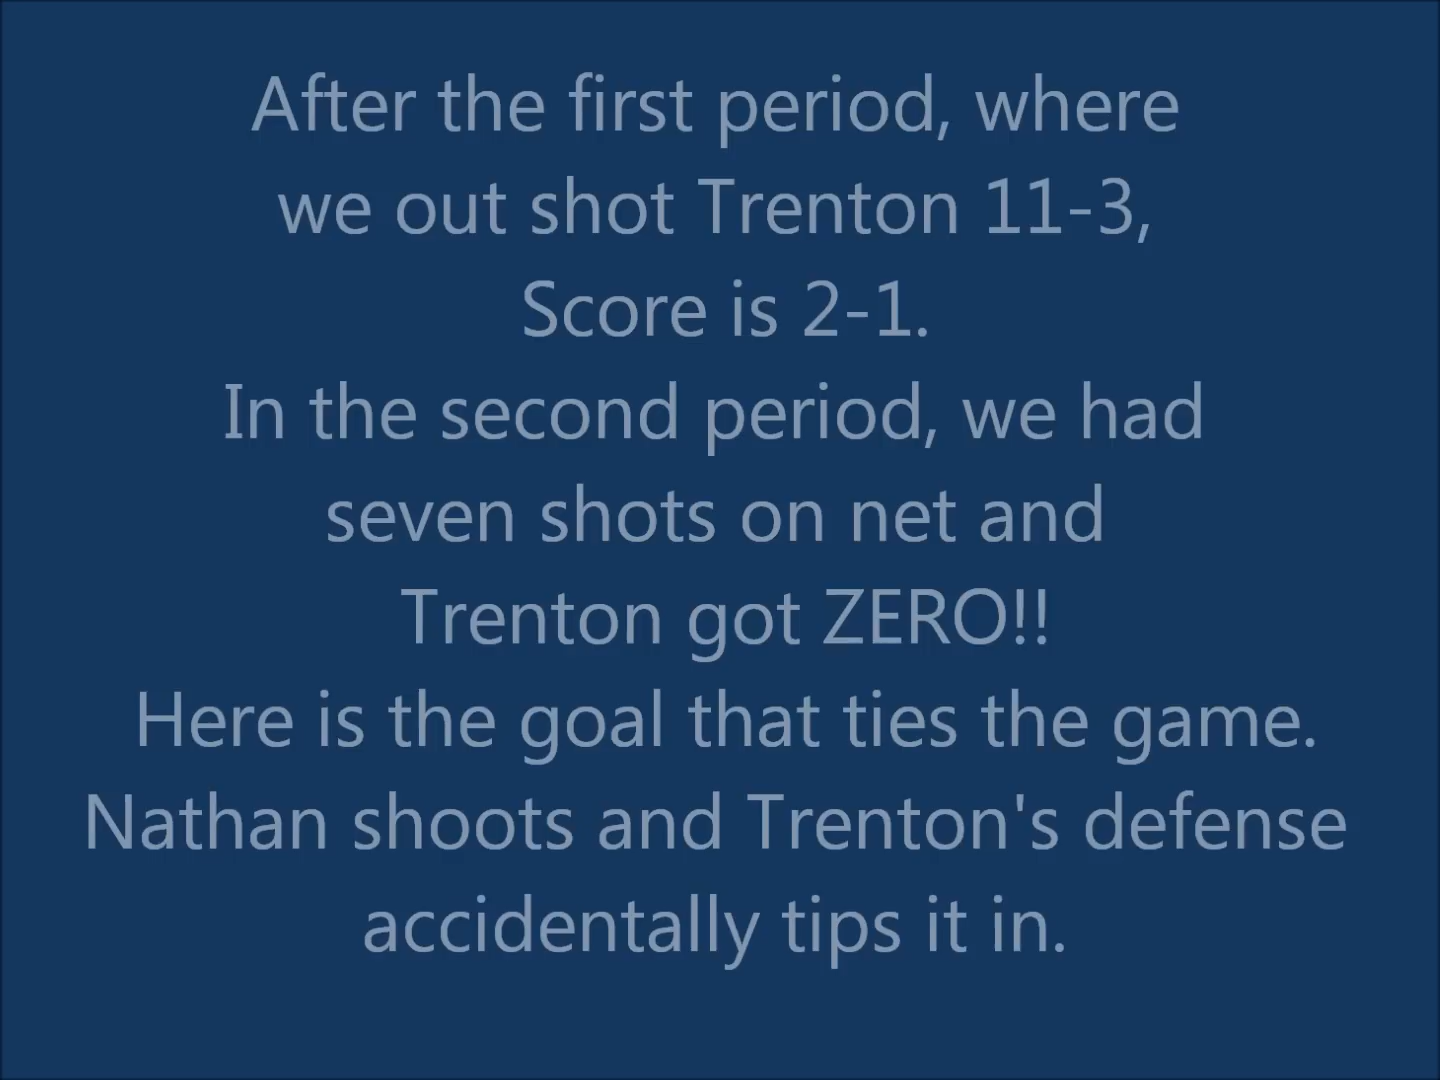 After the first period, where
we out shot Trenton 11-3,
Score is 2-1.
In the second period, we had
seven shots on net and
Trenton got ZERO!!
Here is the goal that ties the game.
Nathan shoots and Trenton's defense
accidentally tips it in.